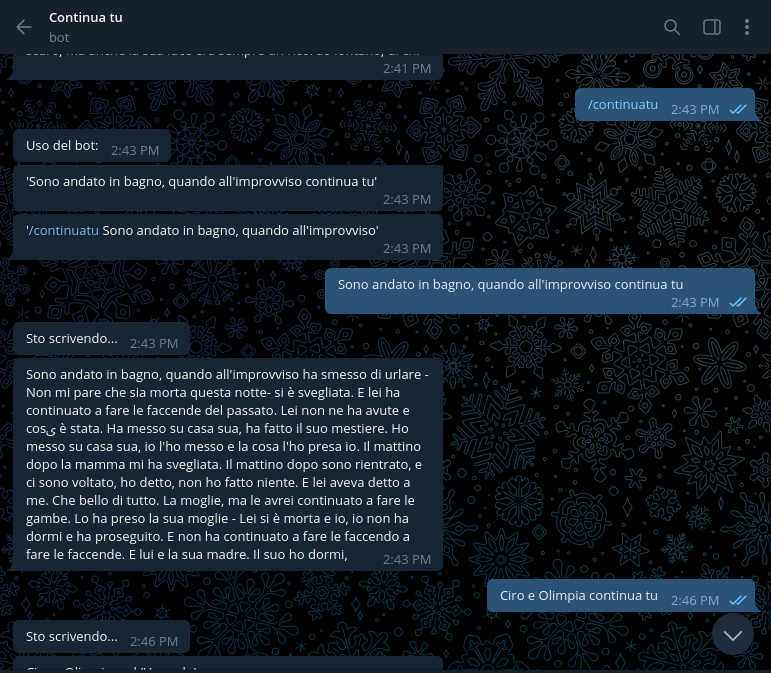 Continua tu
bot
2:41 PM
/continuatu 2:43 PM
Uso del bot: 2:43 PM
'Sono andato in bagno, quando all'improvviso continua tu'
2:43 PM
'/continuatu Sono andato in bagno, quando all'improvviso'
2:43 PM
Sono andato in bagno, quando all'improvviso continua tu
2:43 PM
Sto scrivendo... 2:43 PM
Sono andato in bagno, quando all'improvviso ha smesso di urlare -
Non mi pare che sia morta questa notte- si è svegliata. E lei ha
continuato a fare le faccende del passato. Lei non ne ha avute e
cosی è stata. Ha messo su casa sua, ha fatto il suo mestiere. Ho
messo su casa sua, io l'ho messo e la cosa l'ho presa io. Il mattino
dopo la mamma mi ha svegliata. Il mattino dopo sono rientrato, e
ci sono voltato, ho detto, non ho fatto niente. E lei aveva detto a
me. Che bello di tutto. La moglie, ma le avrei continuato a fare le
gambe. Lo ha preso la sua moglie - Lei si è morta e io, io non ha
dormi e ha proseguito. E non ha continuato a fare le faccendo a
fare le faccende. E lui e la sua madre. Il suo ho dormi,
2:43 PM
Ciro e Olimpia continua tu 2:46 PM
Sto scrivendo... 2:46 PM